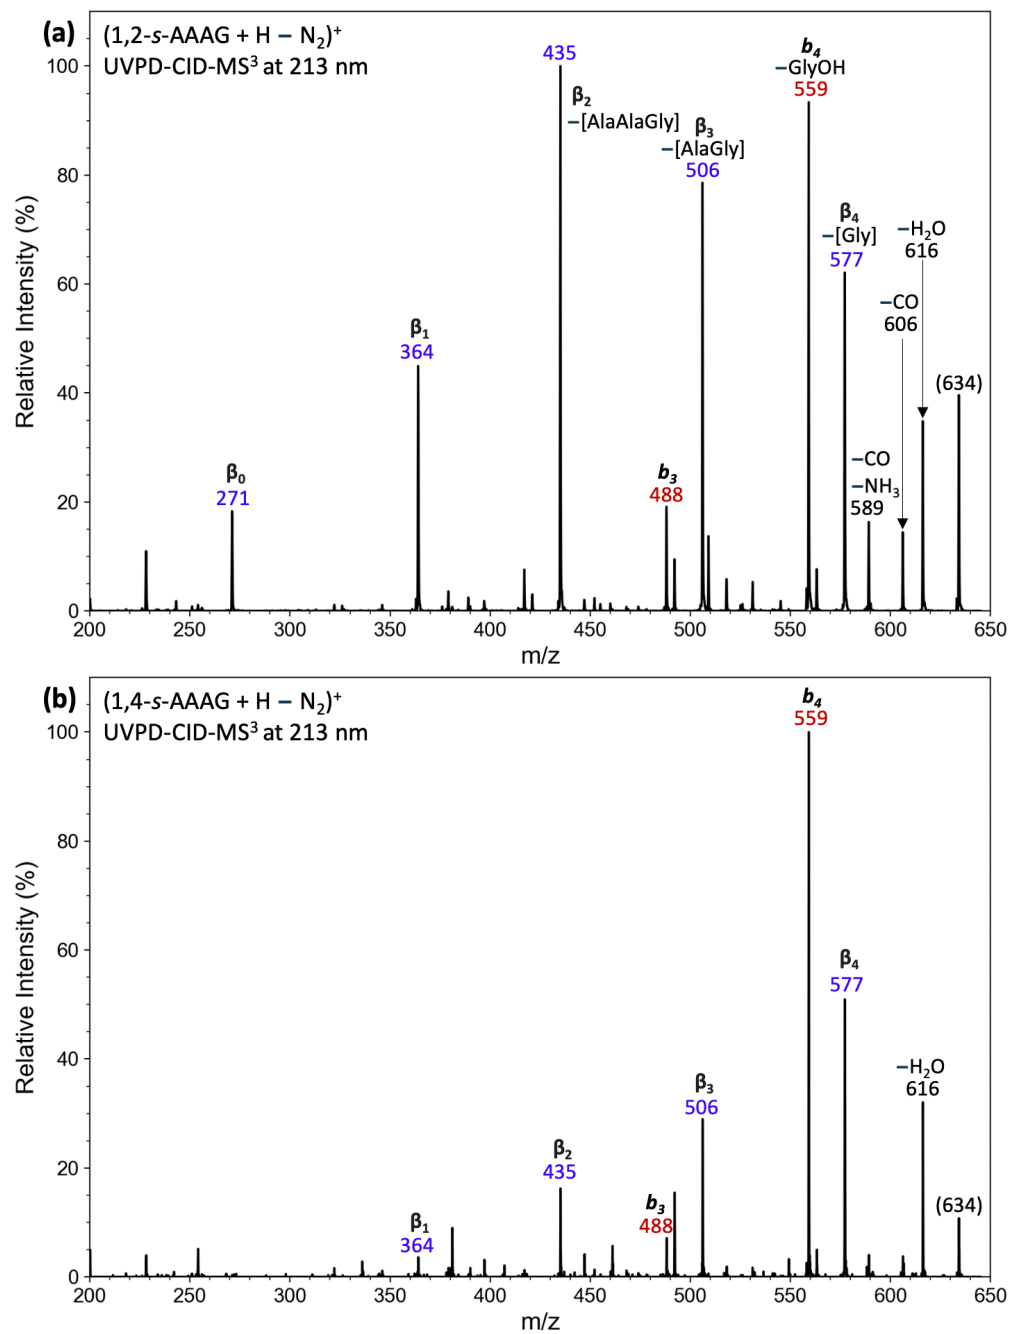 (a)
(1,2-s-AAAG + H – N₂)⁺
UVPD-CID-MS³ at 213 nm
435
β₂
–[AlaAlaGly]
β₃
–[AlaGly]
506
b₄
–GlyOH
559
β₄
–[Gly]
577
–H₂O
616
–CO
606
(634)
β₁
364
β₀
271
b₃
488
–CO
–NH₃
589
Relative Intensity (%)
100
80
60
40
20
0
200 250 300 350 400 450 500 550 600 650
m/z
(b)
(1,4-s-AAAG + H – N₂)⁺
UVPD-CID-MS³ at 213 nm
b₄
559
β₄
577
–H₂O
616
(634)
β₃
506
β₂
435
b₃
488
β₁
364
Relative Intensity (%)
100
80
60
40
20
0
200 250 300 350 400 450 500 550 600 650
m/z